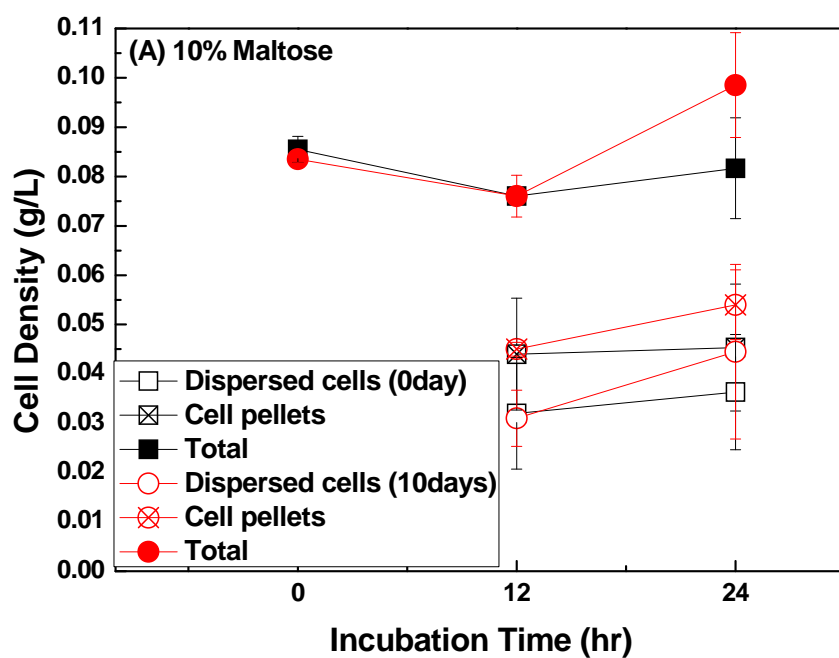 (A) 10% Maltose
Cell Density (g/L)
0.11
0.10
0.09
0.08
0.07
0.06
0.05
0.04
0.03
0.02
0.01
0.00
Dispersed cells (0day)
Cell pellets
Total
Dispersed cells (10days)
Cell pellets
Total
0 12 24
Incubation Time (hr)